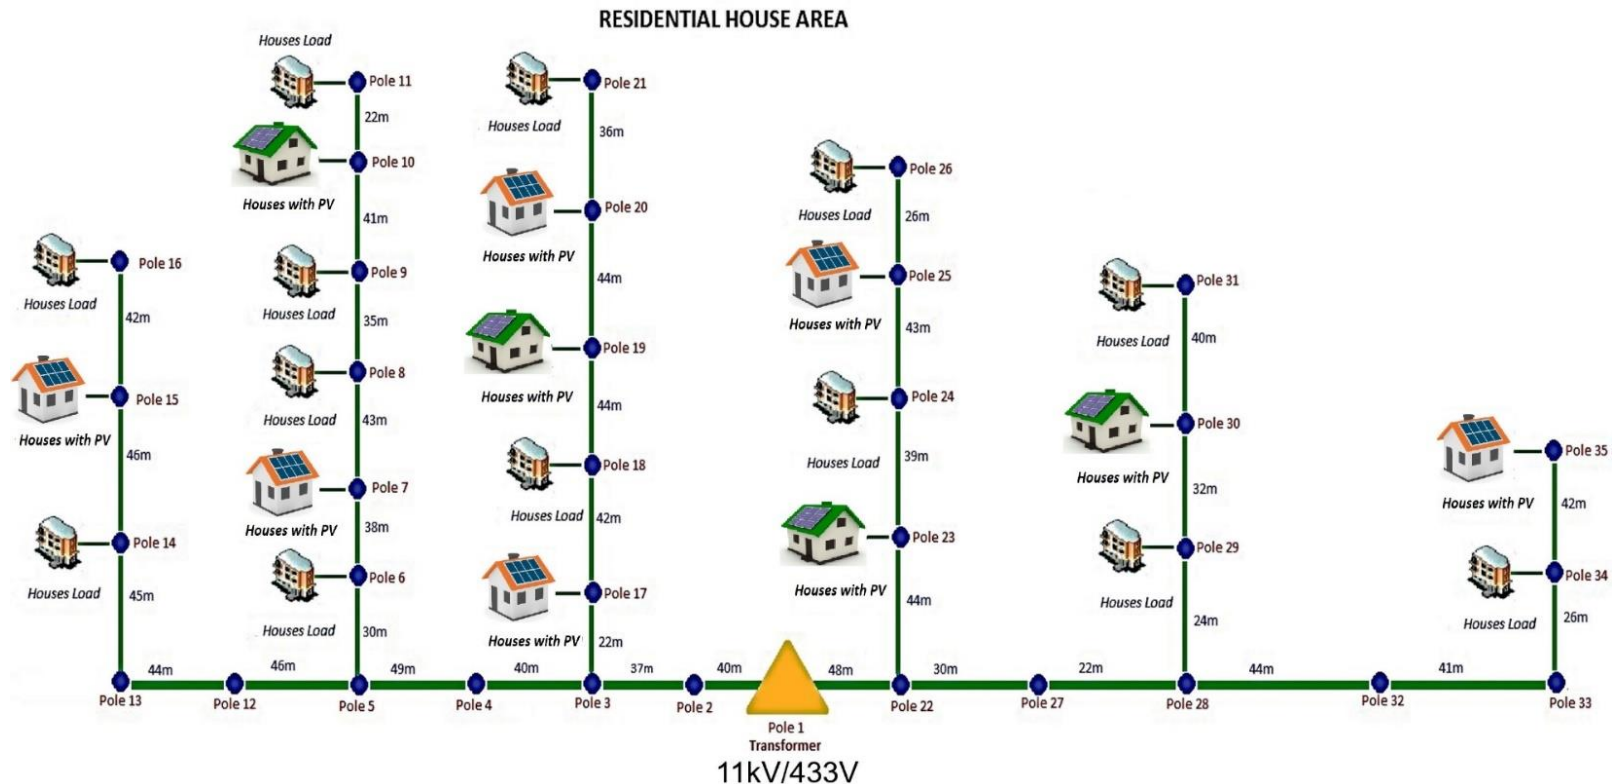 RESIDENTIAL HOUSE AREA
Houses Load
Pole 11
22m
Pole 10
Houses with PV
41m
Pole 9
Houses Load
35m
Pole 8
Houses Load
43m
Pole 7
Houses with PV
38m
Pole 6
Houses Load
30m
Pole 16
Houses Load
42m
Pole 15
Houses with PV
46m
Pole 14
Houses Load
45m
Pole 21
Houses Load
36m
Pole 20
Houses with PV
44m
Pole 19
Houses with PV
44m
Pole 18
Houses Load
42m
Pole 17
Houses with PV
22m
Pole 26
Houses Load
26m
Pole 25
Houses with PV
43m
Pole 24
Houses Load
39m
Pole 23
Houses with PV
44m
Pole 31
Houses Load
40m
Pole 30
Houses with PV
32m
Pole 29
Houses Load
24m
Pole 35
Houses with PV
42m
Pole 34
Houses Load
26m
44m
46m
49m
40m
37m
40m
48m
30m
22m
44m
41m
Pole 13
Pole 12
Pole 5
Pole 4
Pole 3
Pole 2
Pole 1
Transformer
11kV/433V
Pole 22
Pole 27
Pole 28
Pole 32
Pole 33